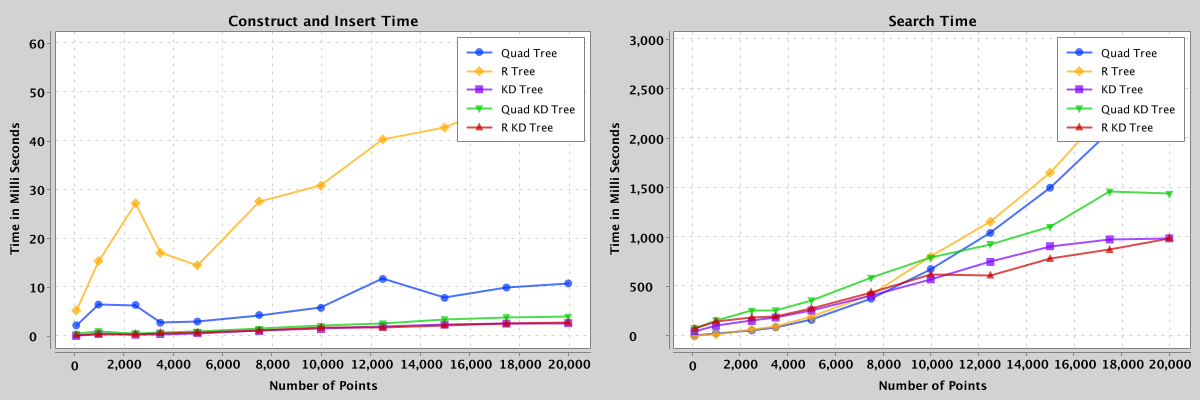 Construct and Insert Time
Time in Milli Seconds
60
50
40
30
20
10
0
Quad Tree
R Tree
KD Tree
Quad KD Tree
R KD Tree
0 2,000 4,000 6,000 8,000 10,000 12,000 14,000 16,000 18,000 20,000
Number of Points
Search Time
Time in Milli Seconds
3,000
2,500
2,000
1,500
1,000
500
0
Quad Tree
R Tree
KD Tree
Quad KD Tree
R KD Tree
0 2,000 4,000 6,000 8,000 10,000 12,000 14,000 16,000 18,000 20,000
Number of Points